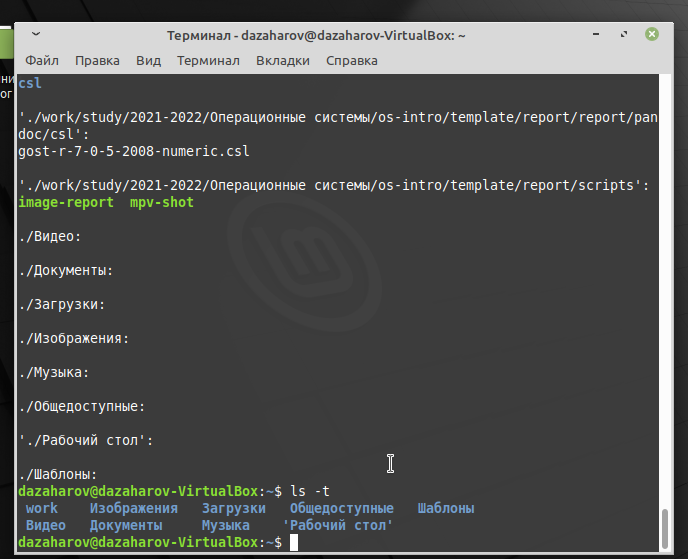 Терминал - dazaharov@dazaharov-VirtualBox: ~
Файл Правка Вид Терминал Вкладки Справка
csl
'./work/study/2021-2022/Операционные системы/os-intro/template/report/report/pan
doc/csl':
gost-r-7-0-5-2008-numeric.csl
'./work/study/2021-2022/Операционные системы/os-intro/template/report/scripts':
image-report mpv-shot
./Видео:
./Документы:
./Загрузки:
./Изображения:
./Музыка:
./Общедоступные:
'./Рабочий стол':
./Шаблоны:
dazaharov@dazaharov-VirtualBox:~$ ls -t
work Изображения Загрузки Общедоступные Шаблоны
Видео Документы Музыка 'Рабочий стол'
dazaharov@dazaharov-VirtualBox:~$